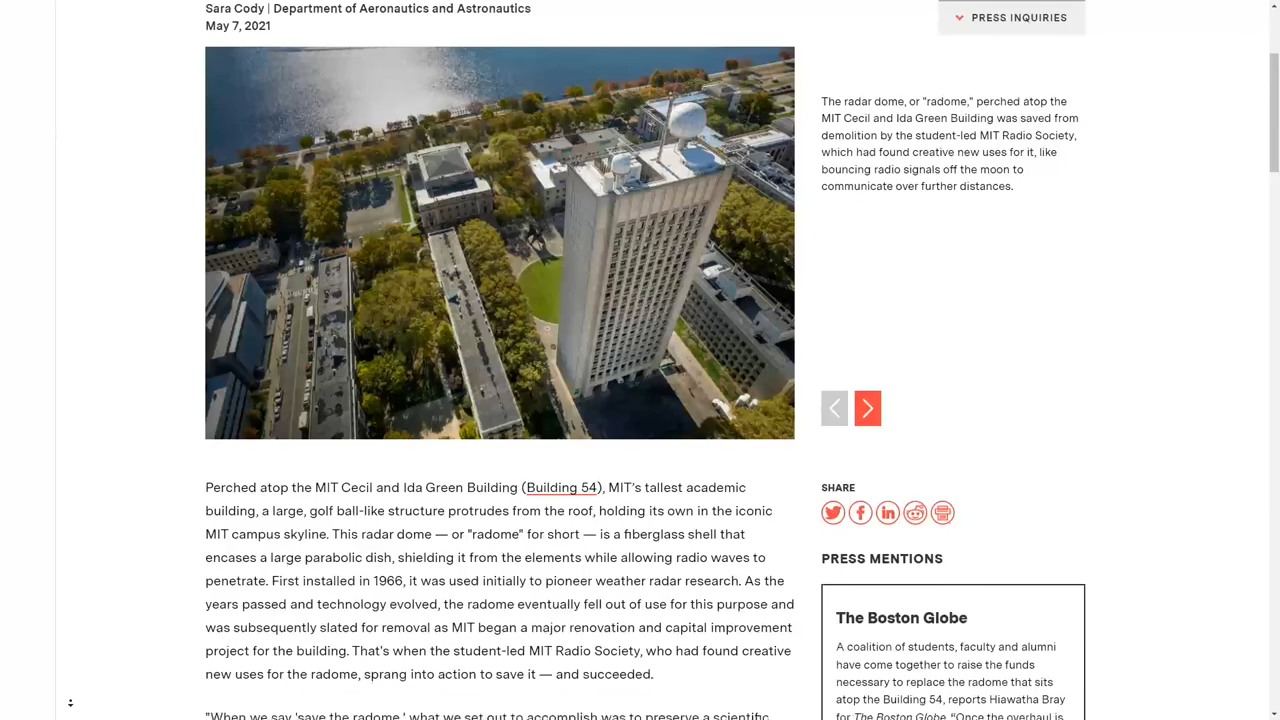 Sara Cody | Department of Aeronautics and Astronautics
May 7, 2021
PRESS INQUIRIES
The radar dome, or "radome," perched atop the
MIT Cecil and Ida Green Building was saved from
demolition by the student-led MIT Radio Society,
which had found creative new uses for it, like
bouncing radio signals off the moon to
communicate over further distances.
Perched atop the MIT Cecil and Ida Green Building (Building 54), MIT's tallest academic
building, a large, golf ball-like structure protrudes from the roof, holding its own in the iconic
MIT campus skyline. This radar dome — or "radome" for short — is a fiberglass shell that
encases a large parabolic dish, shielding it from the elements while allowing radio waves to
penetrate. First installed in 1966, it was used initially to pioneer weather radar research. As the
years passed and technology evolved, the radome eventually fell out of use for this purpose and
was subsequently slated for removal as MIT began a major renovation and capital improvement
project for the building. That's when the student-led MIT Radio Society, who had found creative
new uses for the radome, sprang into action to save it — and succeeded.
"When we say 'save the radome,' what we set out to accomplish was to preserve a scientific
SHARE
PRESS MENTIONS
The Boston Globe
A coalition of students, faculty and alumni
have come together to raise the funds
necessary to replace the radome that sits
atop the Building 54, reports Hiawatha Bray
for The Boston Globe. "Once the overhaul is